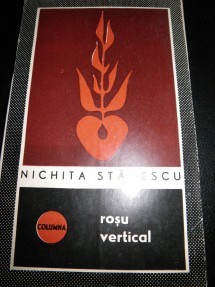 NICHITA STĂNESCU
COLUMNA
roşu
vertical